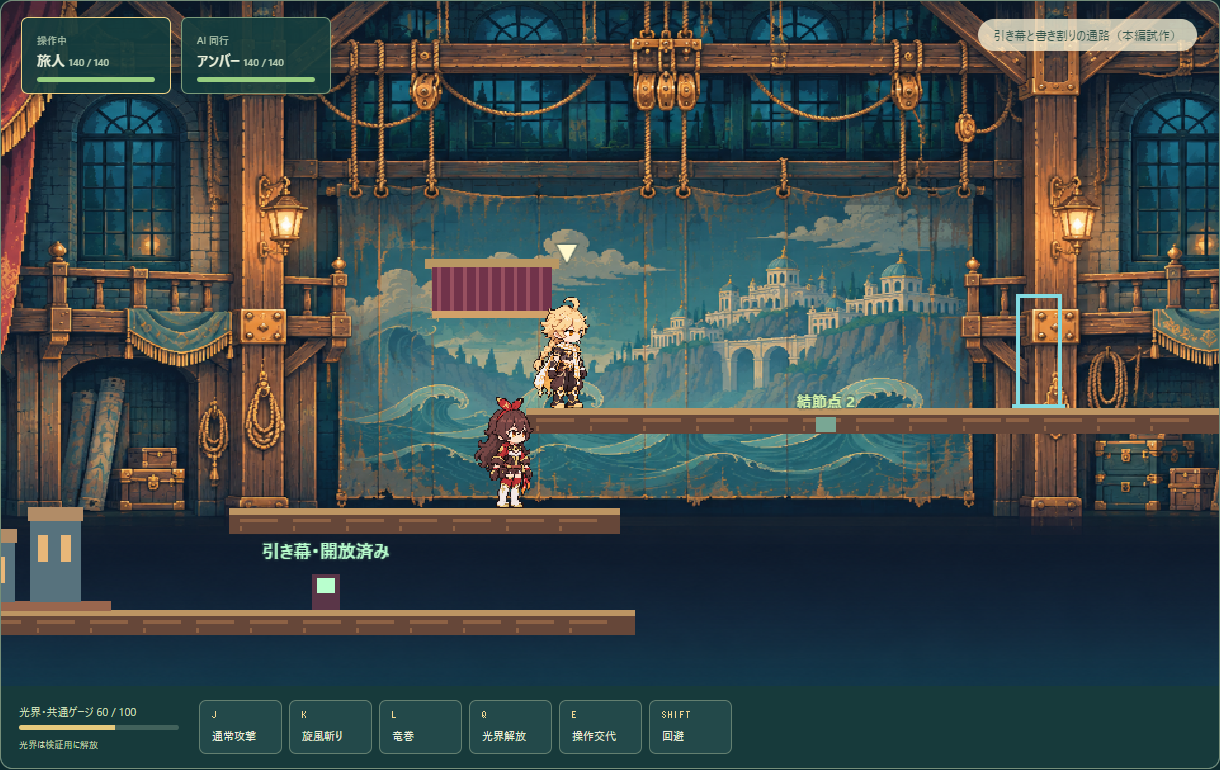 操作中
旅人 140 / 140
AI 同行
アンバー 140 / 140
引き幕と書き割りの通路（本編試作）
結節点 2
引き幕・開放済み
光界・共通ゲージ 60 / 100
光界は検証用に解放
J
通常攻撃
K
旋風斬り
L
竜巻
Q
光界解放
E
操作交代
SHIFT
回避